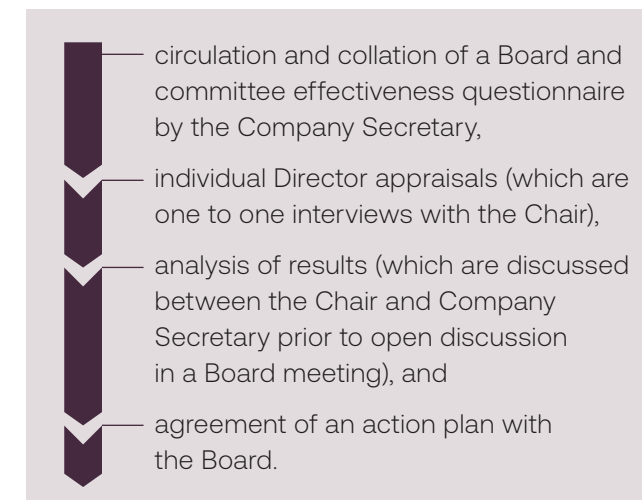 circulation and collation of a Board and
committee effectiveness questionnaire
by the Company Secretary,
individual Director appraisals (which are
one to one interviews with the Chair),
analysis of results (which are discussed
between the Chair and Company
Secretary prior to open discussion
in a Board meeting), and
agreement of an action plan with
the Board.